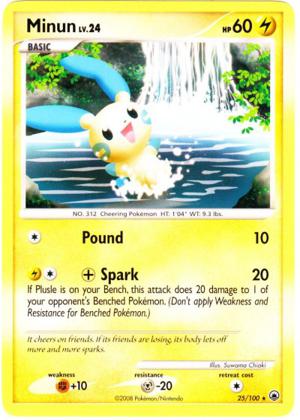 Minun LV.24 HP 60
BASIC
NO. 312 Cheering Pokémon HT: 1'04" WT: 9.3 lbs.
Pound 10
Spark 20
If Plusle is on your Bench, this attack does 20 damage to 1 of
your opponent's Benched Pokémon. (Don't apply Weakness and
Resistance for Benched Pokémon.)
It cheers on friends. If its friends are losing, its body lets off
more and more sparks.
Illus. Suwama Chiaki
weakness resistance retreat cost
+10 -20
©2008 Pokémon/Nintendo 25/100 ★